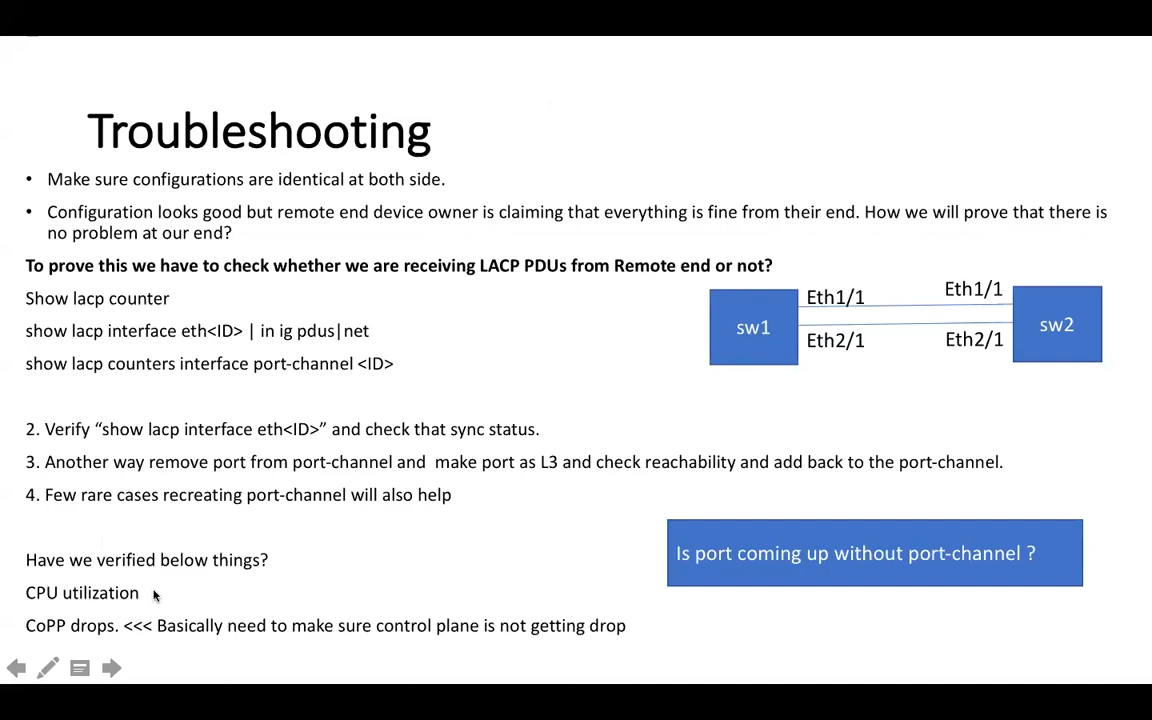 Troubleshooting
• Make sure configurations are identical at both side.
• Configuration looks good but remote end device owner is claiming that everything is fine from their end. How we will prove that there is
no problem at our end?
To prove this we have to check whether we are receiving LACP PDUs from Remote end or not?
Show lacp counter
show lacp interface eth<ID> | in ig pdus|net
show lacp counters interface port-channel <ID>
sw1
Eth1/1
Eth2/1
Eth1/1
Eth2/1
sw2
2. Verify “show lacp interface eth<ID>” and check that sync status.
3. Another way remove port from port-channel and  make port as L3 and check reachability and add back to the port-channel.
4. Few rare cases recreating port-channel will also help
Is port coming up without port-channel ?
Have we verified below things?
CPU utilization
CoPP drops. <<< Basically need to make sure control plane is not getting drop